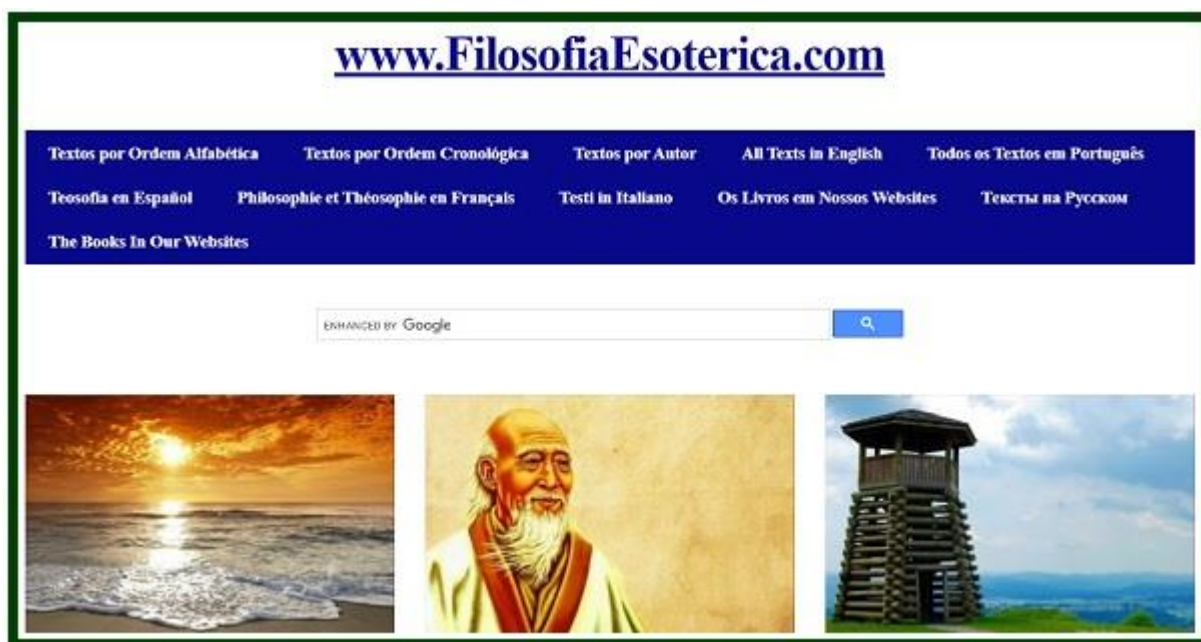 www.FilosofiaEsoterica.com
Textos por Ordem Alfabética Textos por Ordem Cronológica Textos por Autor All Texts in English Todos os Textos em Português
Teosofia en Español Philosophie et Théosophie en Français Testi in Italiano Os Livros em Nossos Websites Тексты на Русском
The Books In Our Websites
ENHANCED BY Google